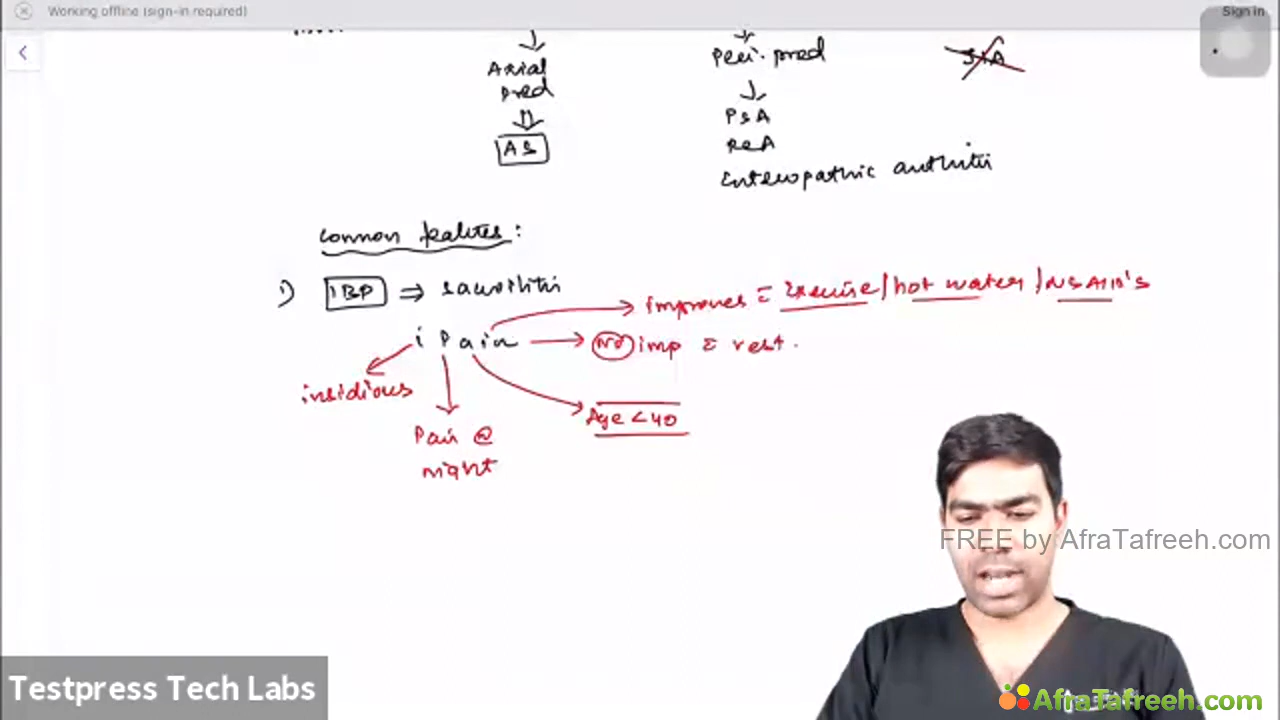 Working offline (sign-in required)
Sign in
Axial
pred
Peri. pred
AS
PsA
ReA
Enteropathic arthritis
Common features:
1) IBP ⇒ sacroilitis
improves = Exercise/hot water/NSAID's
i Pain
No imp = rest.
insidious
Age < 40
Pain @
night
FREE by AfraTafreeh.com
Testpress Tech Labs
AfraTafreeh.com